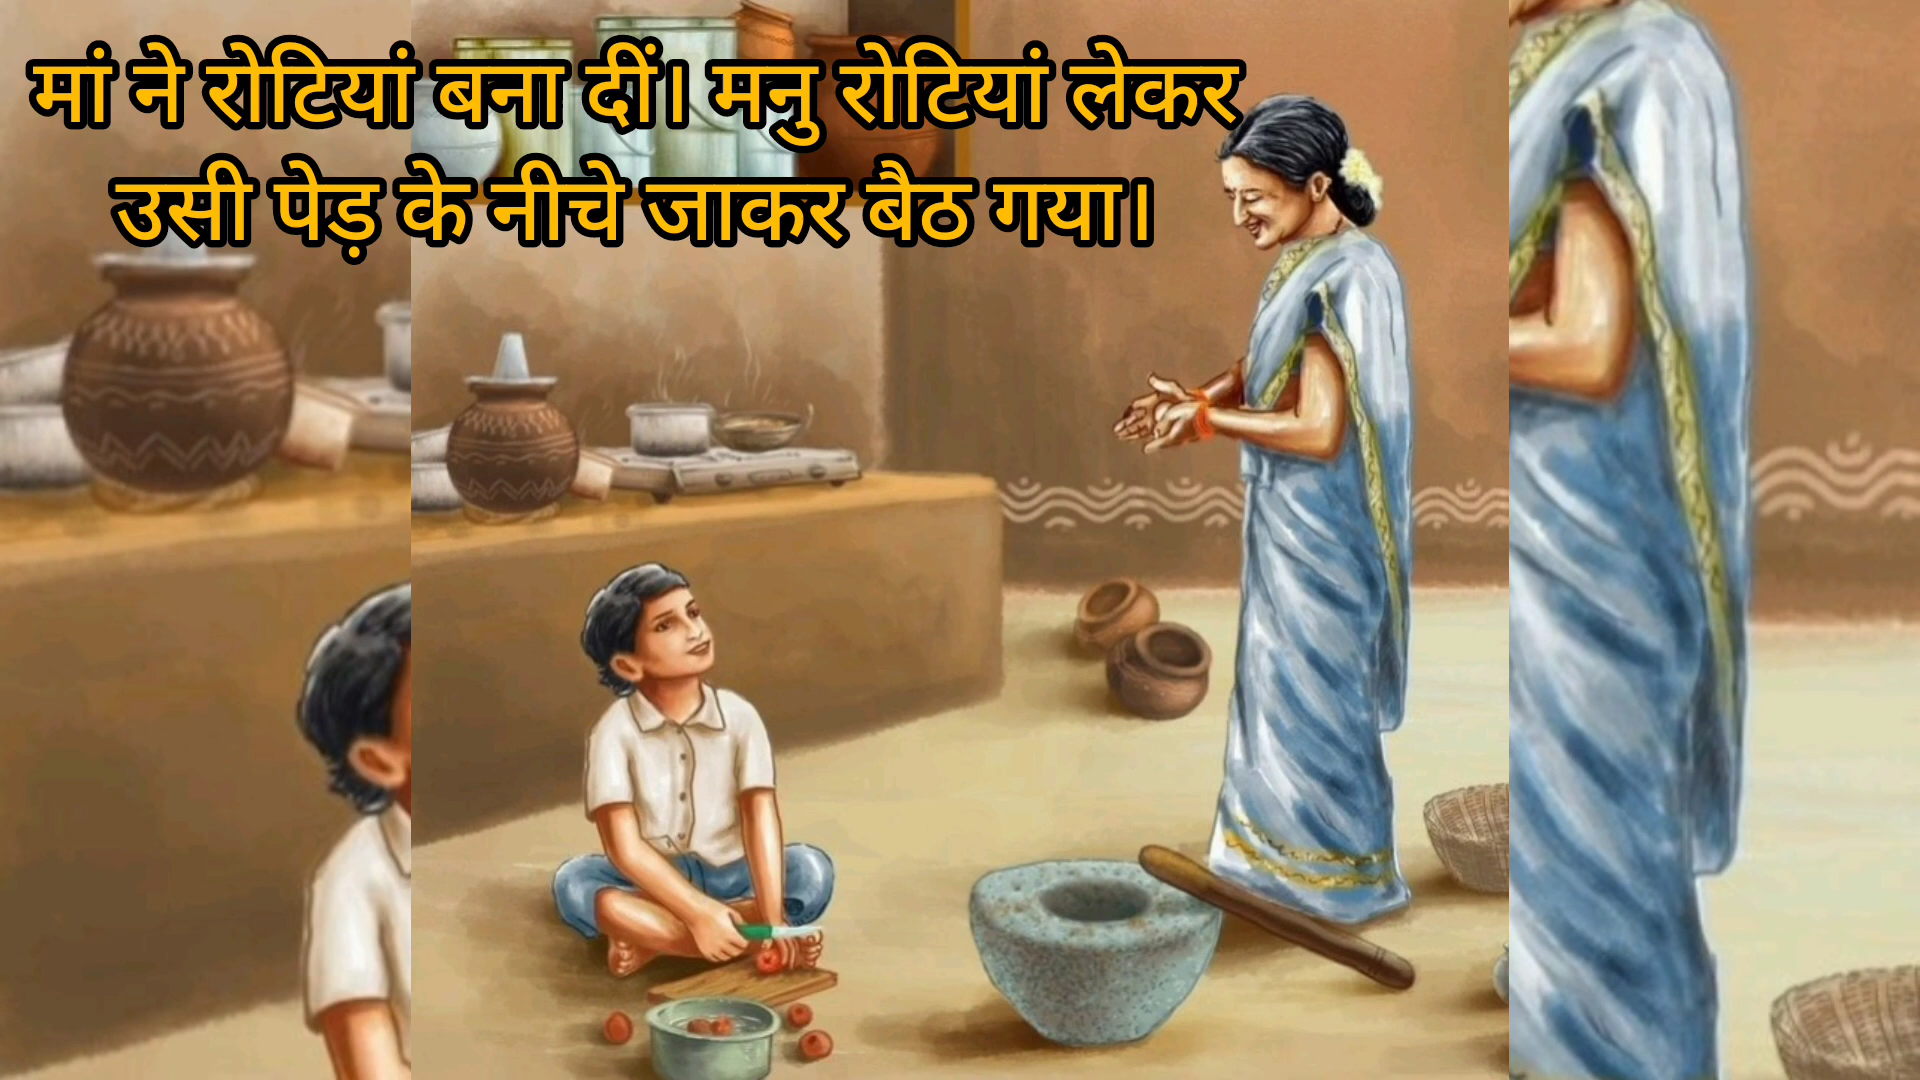 मां ने रोटियां बना दीं। मनु रोटियां लेकर
उसी पेड़ के नीचे जाकर बैठ गया।